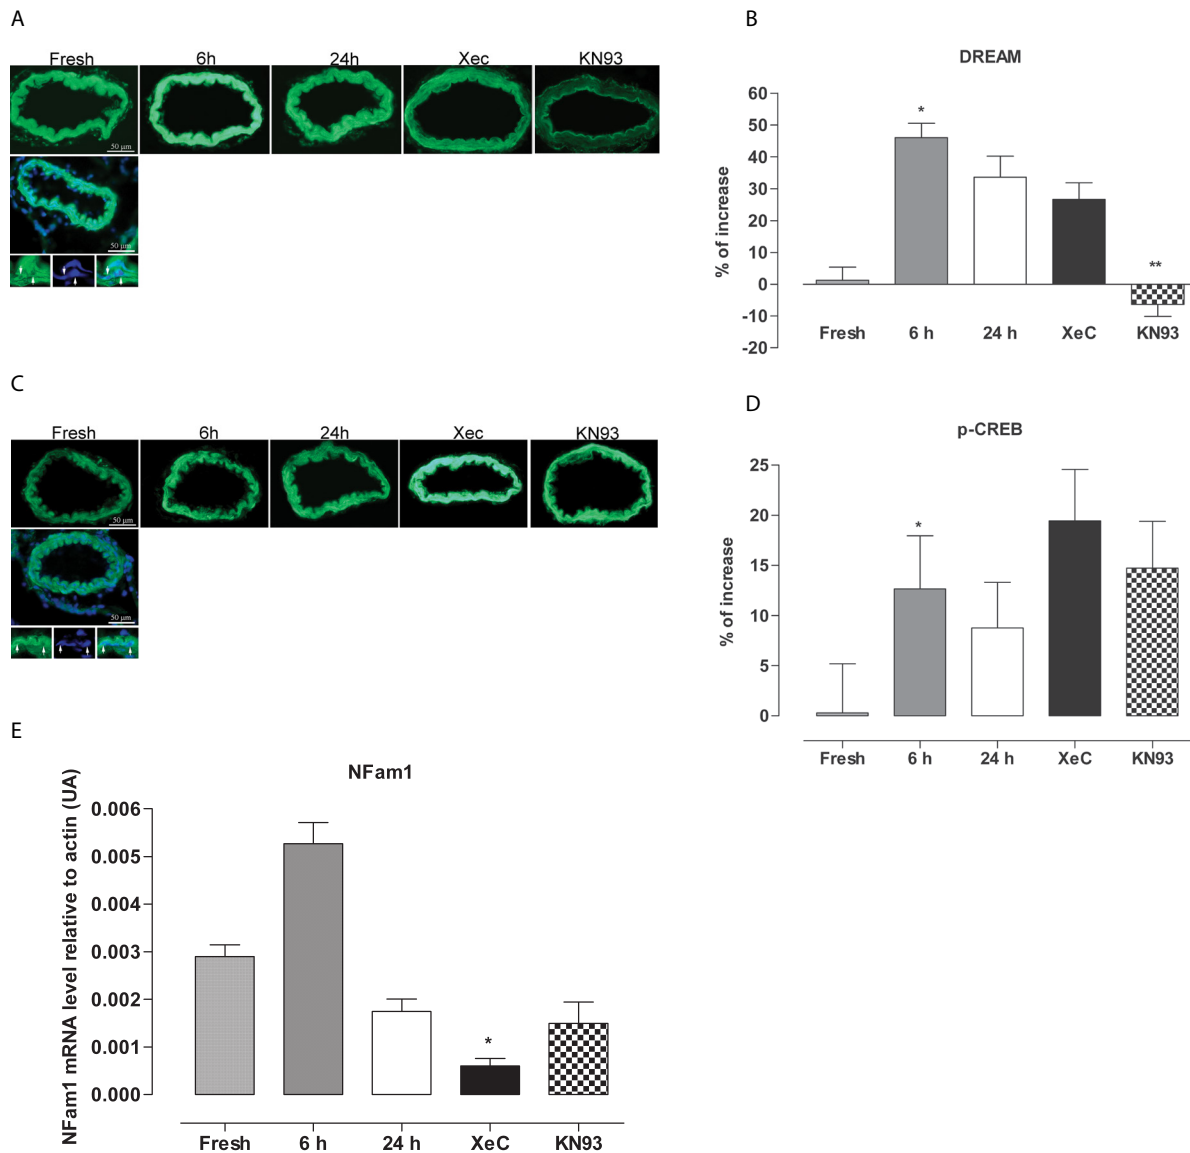 A
Fresh 6h 24h Xec KN93
50 µm
50 µm
B
DREAM
% of increase
60
50
40
30
20
10
0
-10
-20
*
**
Fresh 6 h 24 h XeC KN93
C
Fresh 6h 24h Xec KN93
50 µm
50 µm
D
p-CREB
% of increase
25
20
15
10
5
0
*
Fresh 6 h 24 h XeC KN93
E
NFam1
NFam1 mRNA level relative to actin (UA)
0.006
0.005
0.004
0.003
0.002
0.001
0.000
*
Fresh 6 h 24 h XeC KN93